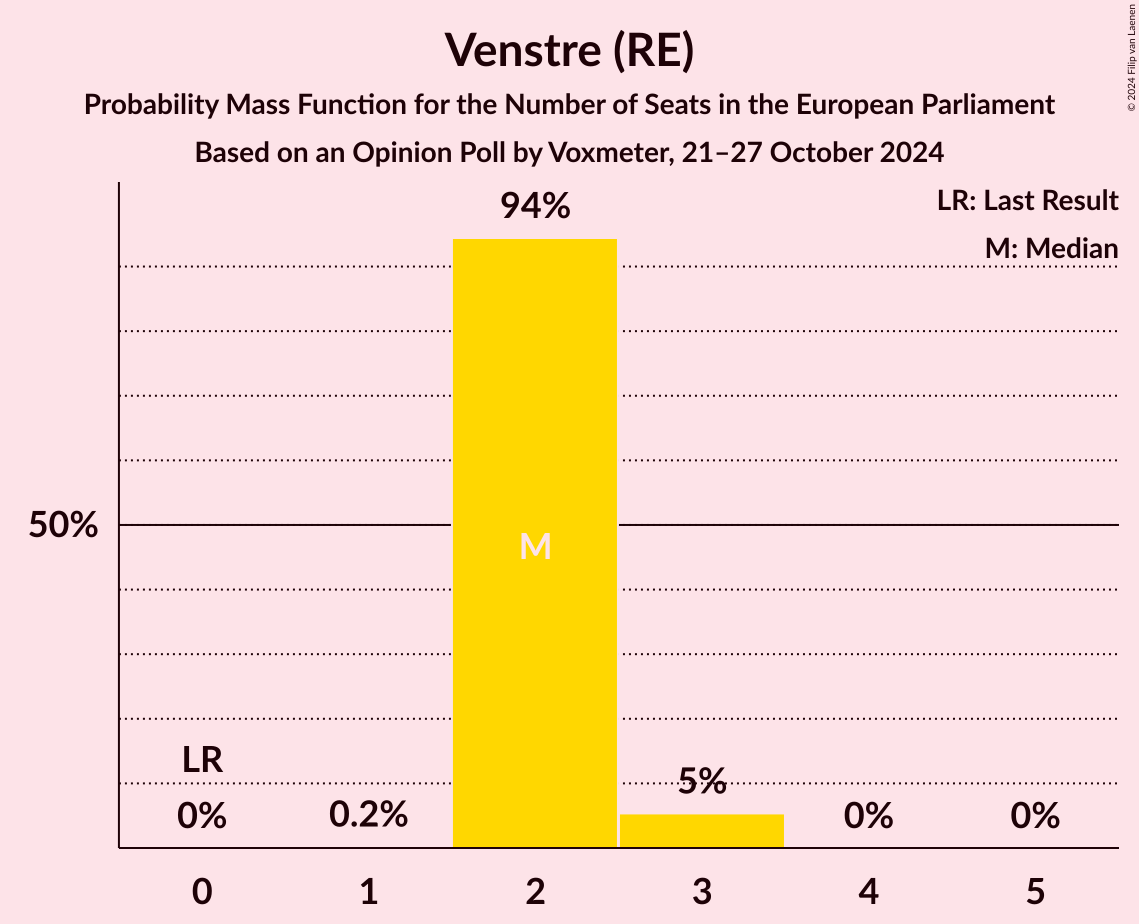 Venstre (RE)
Probability Mass Function for the Number of Seats in the European Parliament
Based on an Opinion Poll by Voxmeter, 21–27 October 2024
© 2024 Filip van Laenen
LR: Last Result
M: Median
94%
50%
M
LR
0%
0.2%
5%
0%
0%
0
1
2
3
4
5